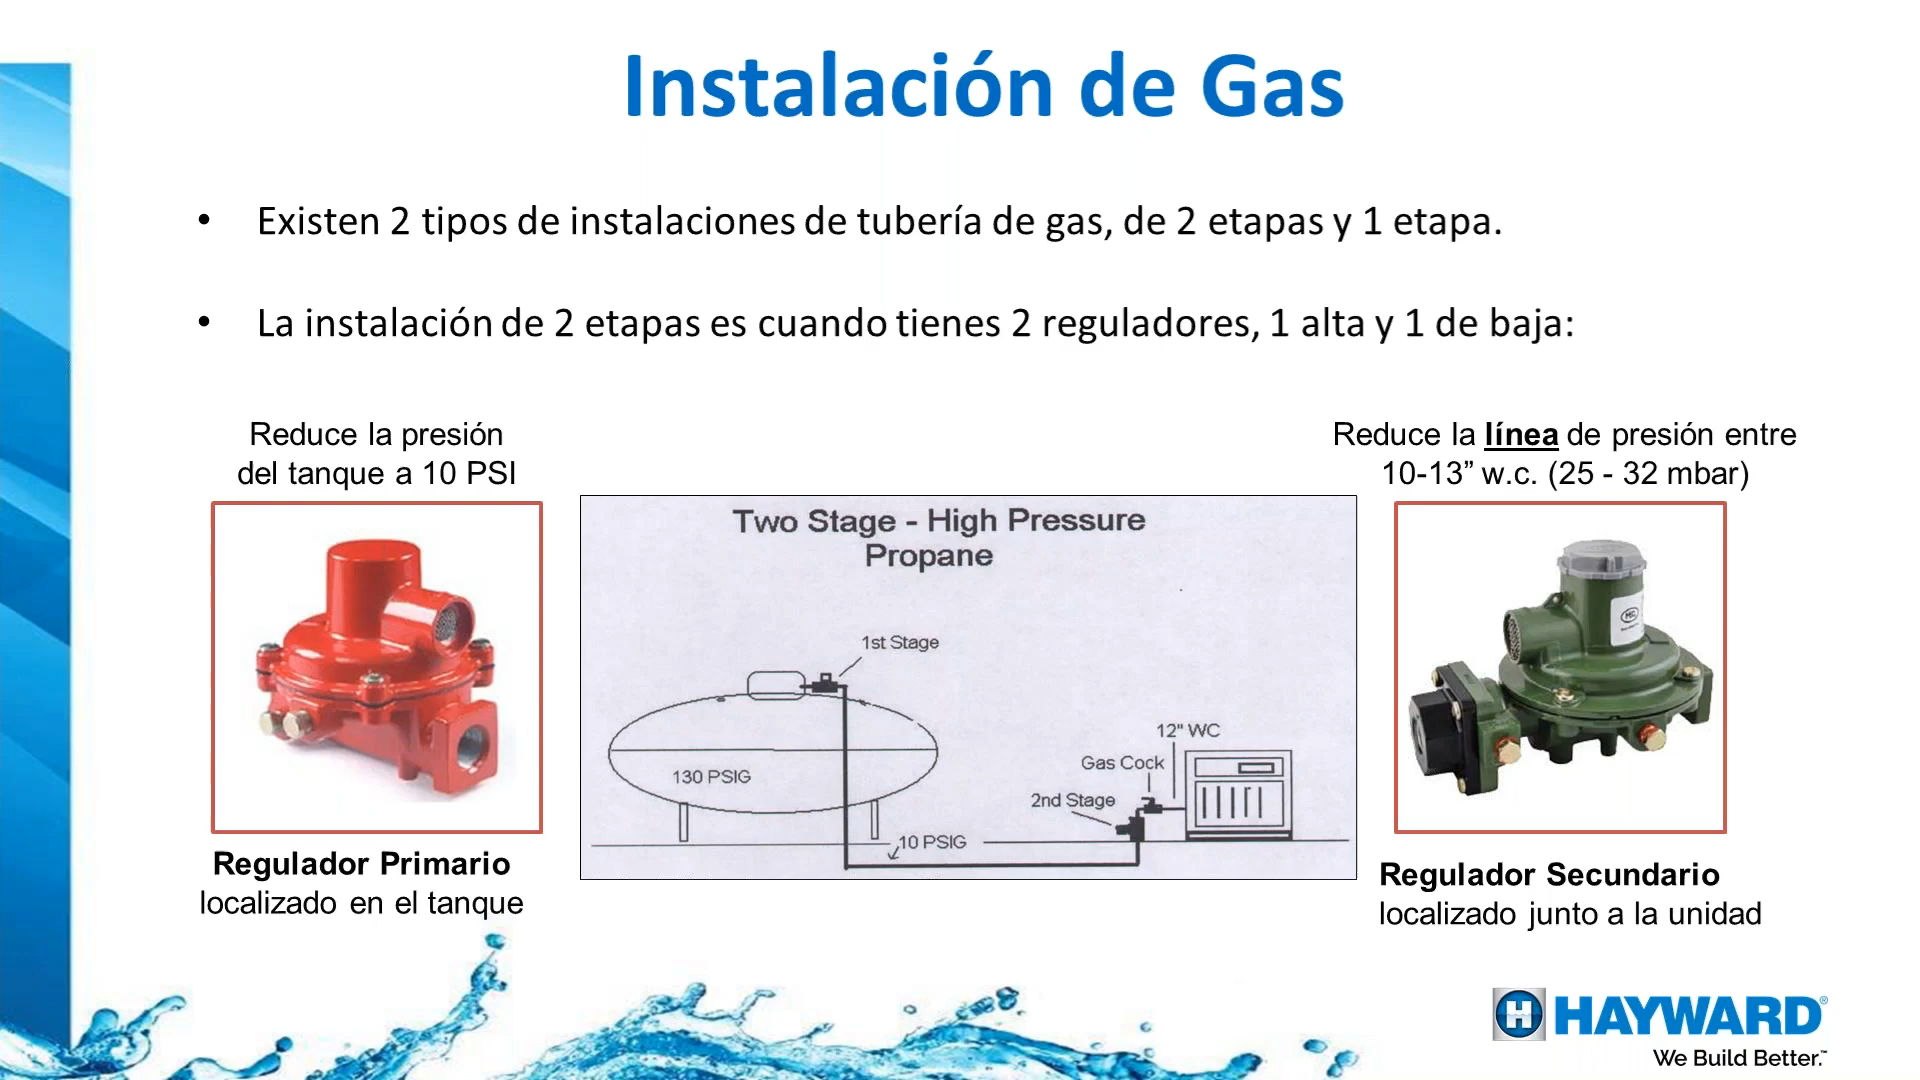 Instalación de Gas
• Existen 2 tipos de instalaciones de tubería de gas, de 2 etapas y 1 etapa.
• La instalación de 2 etapas es cuando tienes 2 reguladores, 1 alta y 1 de baja:
Reduce la presión
del tanque a 10 PSI
Regulador Primario
localizado en el tanque
Two Stage - High Pressure
Propane
1st Stage
130 PSIG
10 PSIG
2nd Stage
Gas Cock
12" WC
Reduce la línea de presión entre
10-13” w.c. (25 - 32 mbar)
Regulador Secundario
localizado junto a la unidad
HAYWARD®
We Build Better.™